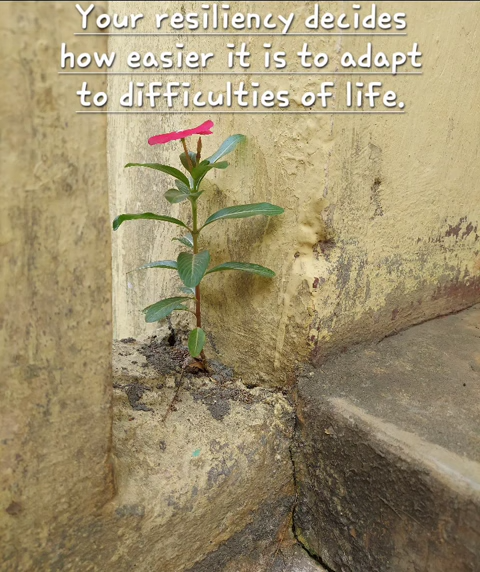 Your resiliency decides
how easier it is to adapt
to difficulties of life.